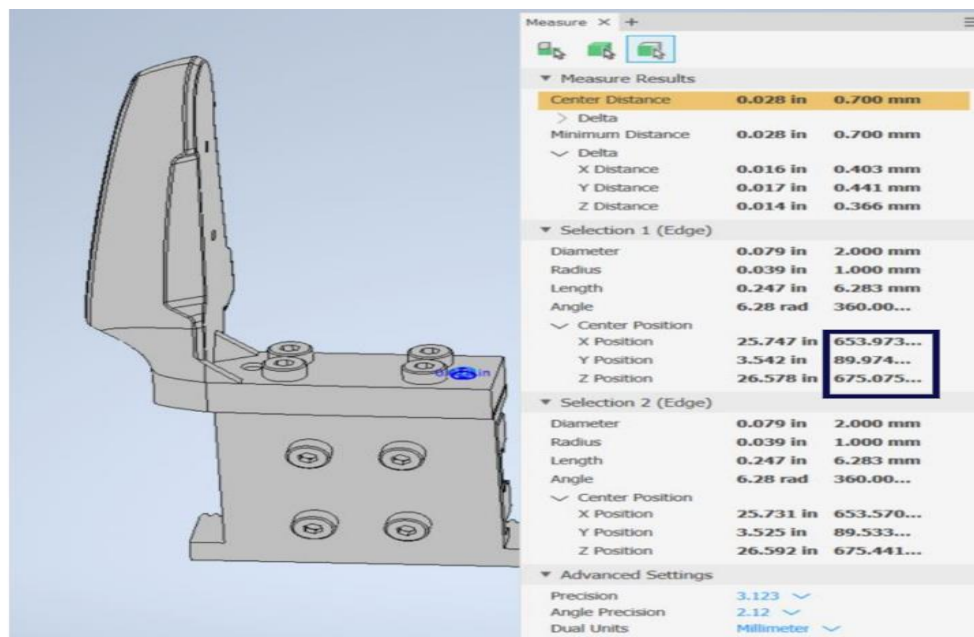 Measure × +
Measure Results
Center Distance 0.028 in 0.700 mm
Delta
Minimum Distance 0.028 in 0.700 mm
Delta
X Distance 0.016 in 0.403 mm
Y Distance 0.017 in 0.441 mm
Z Distance 0.014 in 0.366 mm
Selection 1 (Edge)
Diameter 0.079 in 2.000 mm
Radius 0.039 in 1.000 mm
Length 0.247 in 6.283 mm
Angle 6.28 rad 360.00...
Center Position
X Position 25.747 in 653.973...
Y Position 3.542 in 89.974...
Z Position 26.578 in 675.075...
Selection 2 (Edge)
Diameter 0.079 in 2.000 mm
Radius 0.039 in 1.000 mm
Length 0.247 in 6.283 mm
Angle 6.28 rad 360.00...
Center Position
X Position 25.731 in 653.570...
Y Position 3.525 in 89.533...
Z Position 26.592 in 675.441...
Advanced Settings
Precision 3.123
Angle Precision 2.12
Dual Units Millimeter